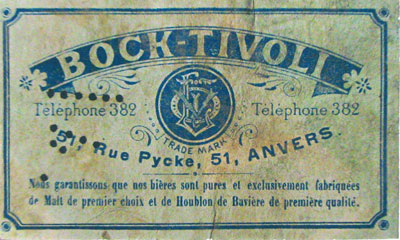 BOCK-TIVOLI
Téléphone 382 Téléphone 382
TRADE MARK
51, Rue Pycke, 51, ANVERS.
Nous garantissons que nos bières sont pures et exclusivement fabriquées
de Malt de premier choix et de Houblon de Bavière de première qualité.